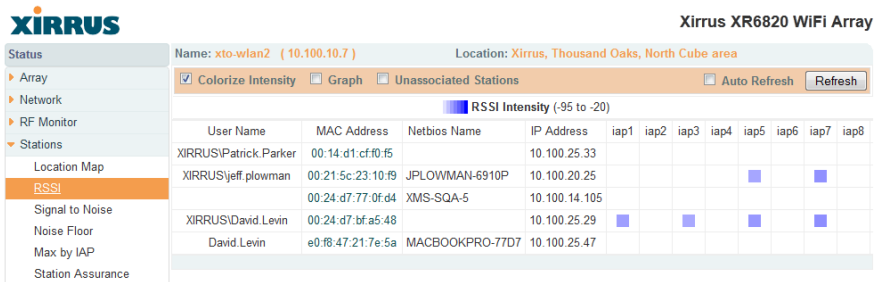 XIRRUS
Xirrus XR6820 WiFi Array
Status
Name: xto-wlan2 ( 10.100.10.7 ) Location: Xirrus, Thousand Oaks, North Cube area
Array
Network
RF Monitor
Stations
Location Map
RSSI
Signal to Noise
Noise Floor
Max by IAP
Station Assurance
Colorize Intensity Graph Unassociated Stations Auto Refresh Refresh
RSSI Intensity (-95 to -20)
User Name MAC Address Netbios Name IP Address iap1 iap2 iap3 iap4 iap5 iap6 iap7 iap8
XIRRUS\Patrick.Parker 00:14:d1:cf:f0:f5 10.100.25.33
XIRRUS\jeff.plowman 00:21:5c:23:10:f9 JPLOWMAN-6910P 10.100.20.25
00:24:d7:77:0f:d4 XMS-SQA-5 10.100.14.105
XIRRUS\David.Levin 00:24:d7:bf:a5:48 10.100.25.29
David.Levin e0:f8:47:21:7e:5a MACBOOKPRO-77D7 10.100.25.47